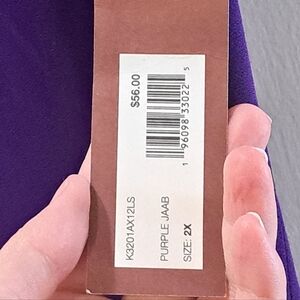 K3201AX12LS
$56.00
PURPLE JAAB
1 96098 33022 5
SIZE: 2X